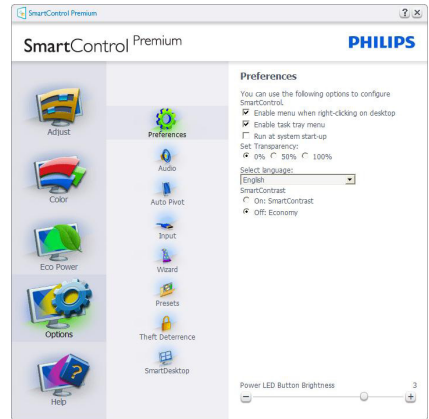 SmartControl Premium
SmartControl Premium
PHILIPS
Adjust
Color
Eco Power
Options
Help
Preferences
Audio
Auto Pivot
Input
Wizard
Presets
Theft Deterrence
SmartDesktop
Preferences
You can use the following options to configure
SmartControl.
Enable menu when right-clicking on desktop
Enable task tray menu
Run at system start-up
Set Transparency:
0% 50% 100%
Select language:
English
SmartContrast
On: SmartContrast
Off: Economy
Power LED Button Brightness 3